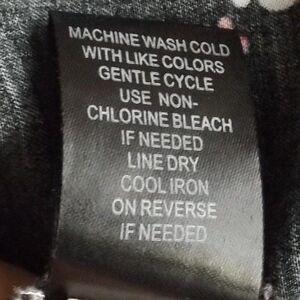 MACHINE WASH COLD
WITH LIKE COLORS
GENTLE CYCLE
USE NON-
CHLORINE BLEACH
IF NEEDED
LINE DRY
COOL IRON
ON REVERSE
IF NEEDED